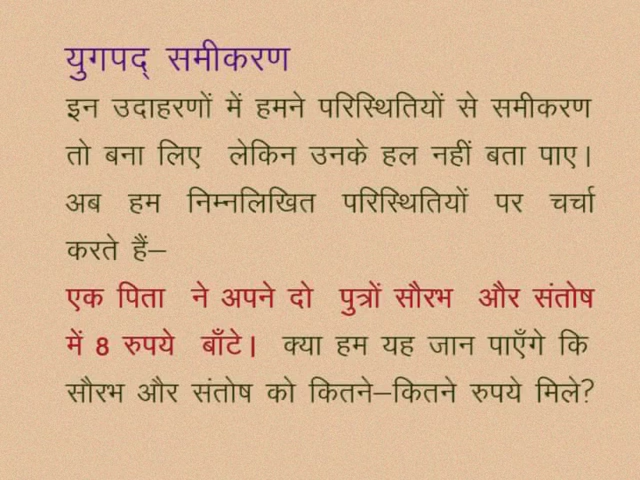 युगपद् समीकरण
इन उदाहरणों में हमने परिस्थितियों से समीकरण
तो बना लिए लेकिन उनके हल नहीं बता पाए।
अब हम निम्नलिखित परिस्थितियों पर चर्चा
करते हैं–
एक पिता ने अपने दो पुत्रों सौरभ और संतोष
में 8 रुपये बाँटे। क्या हम यह जान पाएँगे कि
सौरभ और संतोष को कितने–कितने रुपये मिले?